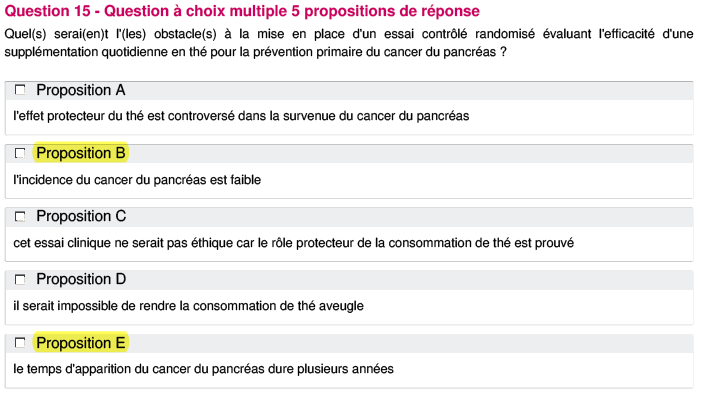 Question 15 - Question à choix multiple 5 propositions de réponse
Quel(s) serai(en)t l'(les) obstacle(s) à la mise en place d'un essai contrôlé randomisé évaluant l'efficacité d'une
supplémentation quotidienne en thé pour la prévention primaire du cancer du pancréas ?
Proposition A
l'effet protecteur du thé est controversé dans la survenue du cancer du pancréas
Proposition B
l'incidence du cancer du pancréas est faible
Proposition C
cet essai clinique ne serait pas éthique car le rôle protecteur de la consommation de thé est prouvé
Proposition D
il serait impossible de rendre la consommation de thé aveugle
Proposition E
le temps d'apparition du cancer du pancréas dure plusieurs années